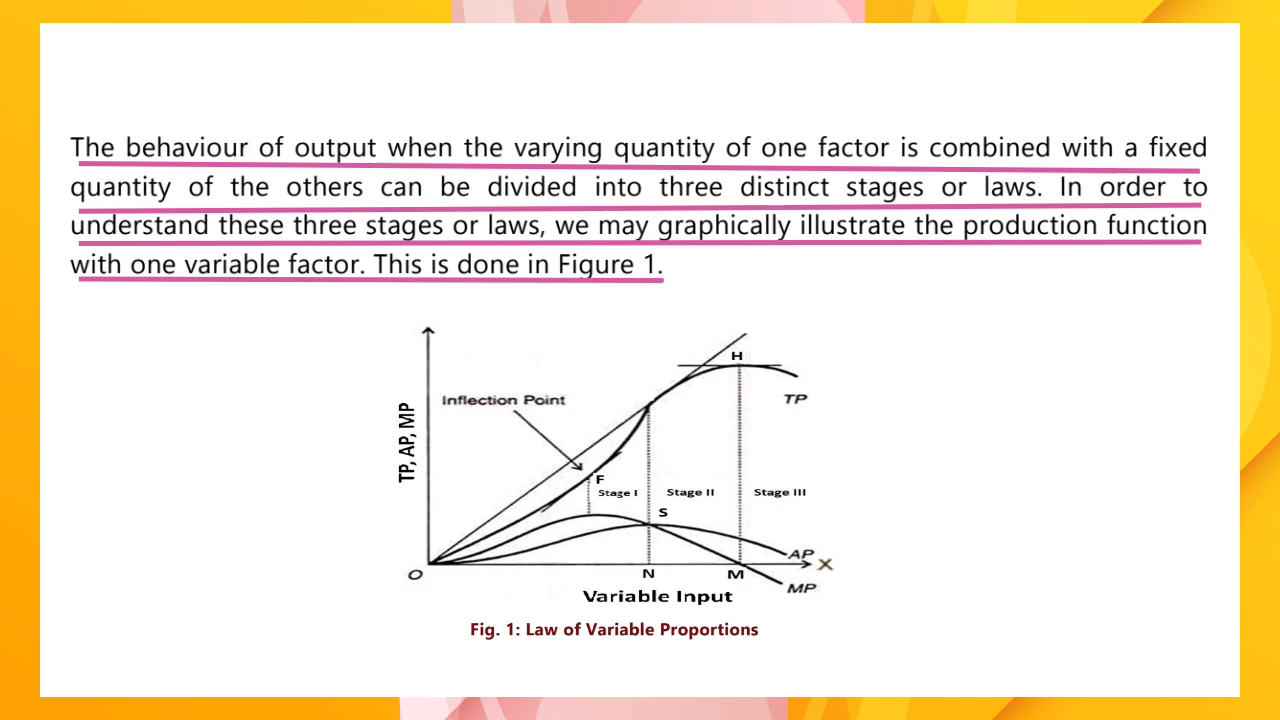 The behaviour of output when the varying quantity of one factor is combined with a fixed
quantity of the others can be divided into three distinct stages or laws. In order to
understand these three stages or laws, we may graphically illustrate the production function
with one variable factor. This is done in Figure 1.
H
Inflection Point
TP
TP, AP, MP
F
Stage I
Stage II
Stage III
S
AP
X
O
N
M
MP
Variable Input
Fig. 1: Law of Variable Proportions